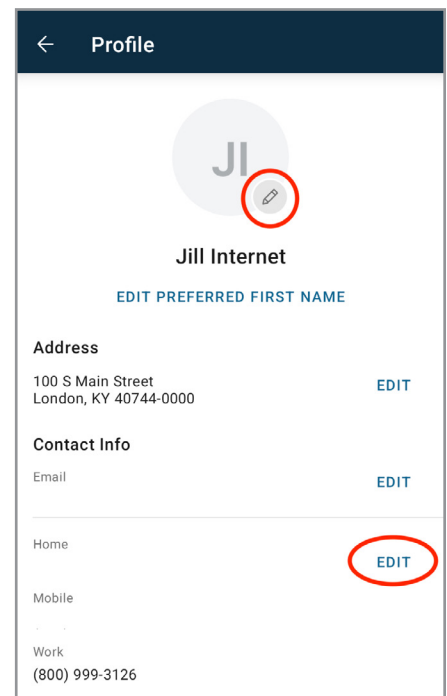 Profile
JI
Jill Internet
EDIT PREFERRED FIRST NAME
Address
100 S Main Street
London, KY 40744-0000
EDIT
Contact Info
Email
EDIT
Home
EDIT
Mobile
Work
(800) 999-3126